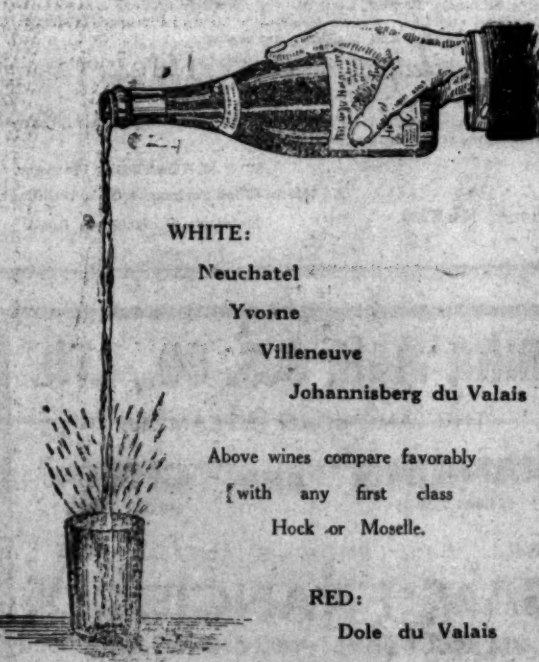 WHITE:
Neuchatel
Yvorne
Villeneuve
Johannisberg du Valais
Above wines compare favorably
with any first class
Hock or Moselle.
RED:
Dole du Valais